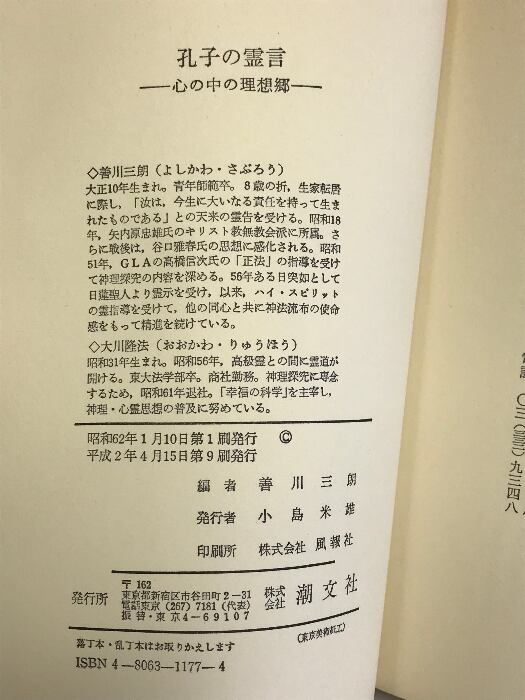 孔子の霊言
──心の中の理想郷──
◇善川三朗（よしかわ・さぶろう）
大正10年生まれ。青年師範卒。８歳の折，生家転居
に際し，「汝は，今生に大いなる責任を持って生ま
れたものである」との天来の霊告を受ける。昭和18
年，矢内原忠雄氏のキリスト教無教会派に所属。さ
らに戦後は，谷口雅春氏の思想に感化される。昭和
51年，ＧＬＡの高橋信次氏の「正法」の指導を受け
て神理探究の内容を深める。56年ある日突如として
日蓮聖人より霊示を受け，以来，ハイ・スピリット
の霊指導を受けて，他の同心と共に神法流布の使命
感をもって精進を続けている。
◇大川隆法（おおかわ・りゅうほう）
昭和31年生まれ。昭和56年，高級霊との間に霊道が
開ける。東大法学部卒。商社勤務。神理探究に専念
するため，昭和61年退社。「幸福の科学」を主宰し，
神理・心霊思想の普及に努めている。
昭和62年１月10日第１刷発行 ©
平成２年４月15日第９刷発行
編者 善川三朗
発行者 小島米雄
印刷所 株式会社 風報社
発行所 〒162
東京都新宿区市谷田町２－31
電話東京（267）7181（代表）
振替・東京４－69107
株式会社 潮文社
落丁本・乱丁本はお取りかえします
（東京美術紙工）
ISBN 4－8063－1177－4
〇三（三三）九三四八